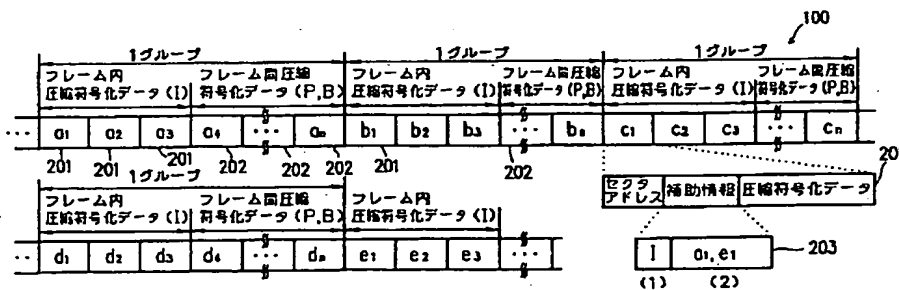 100
1グループ 1グループ 1グループ
フレーム内 フレーム間圧縮 フレーム内 フレーム間圧縮 フレーム内 フレーム間圧縮
圧縮符号化データ(I) 符号化データ(P,B) 圧縮符号化データ(I) 符号化データ(P,B) 圧縮符号化データ(I) 符号化データ(P,B)
… a1 a2 a3 a4 … an b1 b2 b3 … bn c1 c2 c3 … cn
201 201 201 202 202 202 201 202
1グループ
フレーム内 フレーム間圧縮 フレーム内
圧縮符号化データ(I) 符号化データ(P,B) 圧縮符号化データ(I)
… d1 d2 d3 d4 … dn e1 e2 e3 …
セクタアドレス 補助情報 圧縮符号化データ 20
I a1,e1 203
(1) (2)